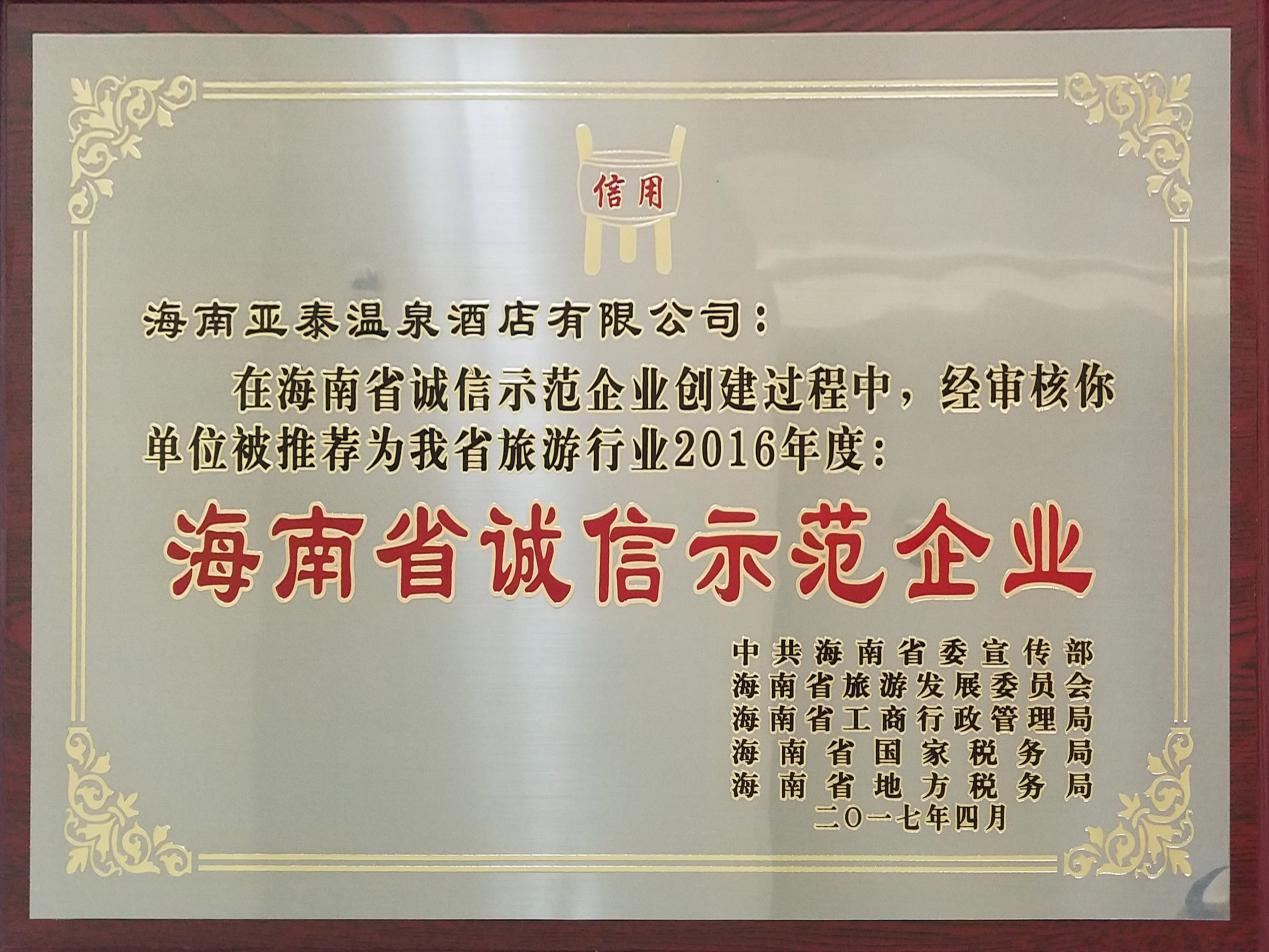 信用
海南亚泰温泉酒店有限公司：
在海南省诚信示范企业创建过程中，经审核你
单位被推荐为我省旅游行业2016年度：
海南省诚信示范企业
中共海南省委宣传部
海南省旅游发展委员会
海南省工商行政管理局
海南省国家税务局
海南省地方税务局
二〇一七年四月